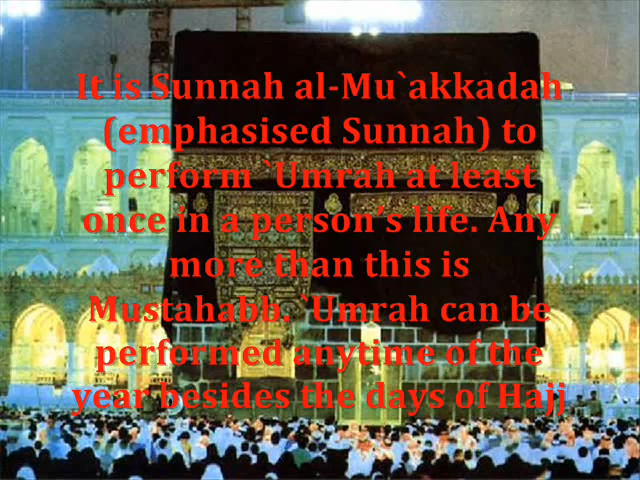 It is Sunnah al-Mu`akkadah
(emphasised Sunnah) to
perform `Umrah at least
once in a person’s life. Any
more than this is
Mustahabb. `Umrah can be
performed anytime of the
year besides the days of Hajj